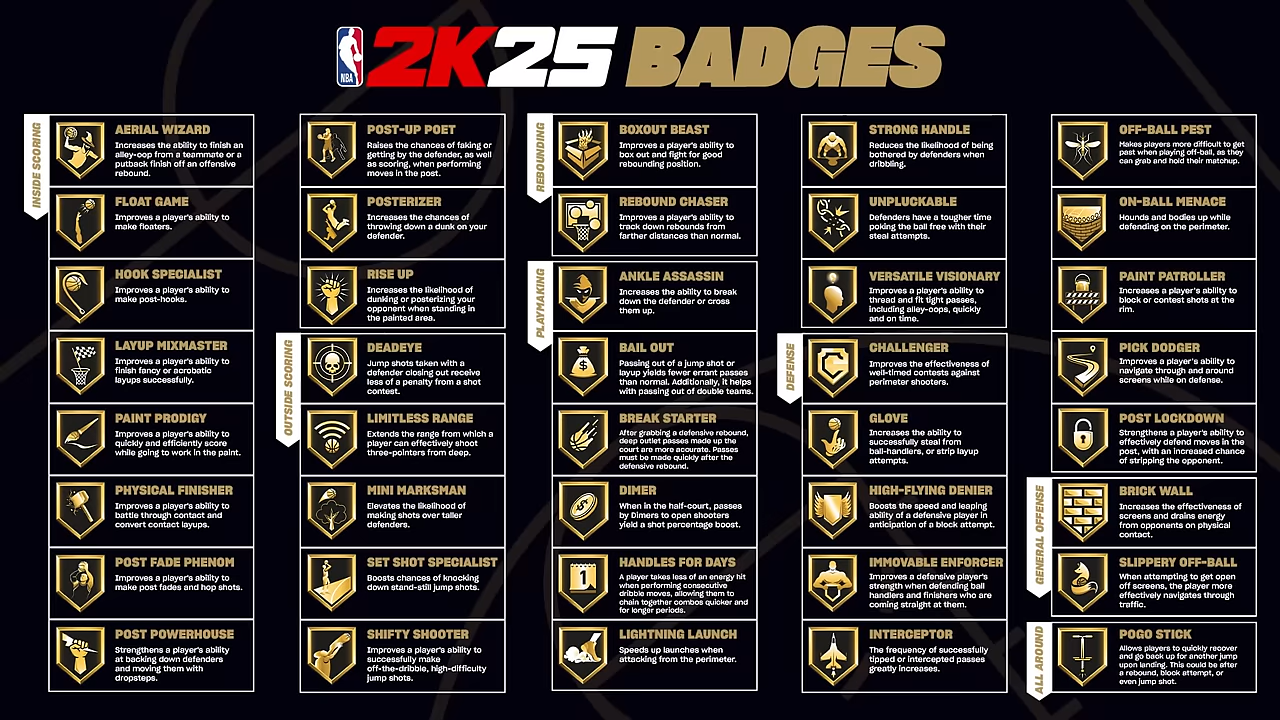 NBA
2K25 BADGES
INSIDE SCORING
AERIAL WIZARD
Increases the ability to finish an
alley-oop from a teammate or a
putback finish off an offensive
rebound.
FLOAT GAME
Improves a player's ability to
make floaters.
HOOK SPECIALIST
Improves a player's ability to
make post-hooks.
LAYUP MIXMASTER
Improves a player's ability to
finish fancy or acrobatic
layups successfully.
PAINT PRODIGY
Improves a player's ability to
quickly and efficiently score
while going to work in the paint.
PHYSICAL FINISHER
Improves a player's ability to
battle through contact and
convert contact layups.
POST FADE PHENOM
Improves a player's ability to
make post fades and hop shots.
POST POWERHOUSE
Strengthens a player's ability
at backing down defenders
and moving them with
dropsteps.
POST-UP POET
Raises the chances of faking or
getting by the defender, as well
as scoring, when performing
moves in the post.
POSTERIZER
Increases the chances of
throwing down a dunk on your
defender.
RISE UP
Increases the likelihood of
dunking or posterizing your
opponent when standing in
the painted area.
OUTSIDE SCORING
DEADEYE
Jump shots taken with a
defender closing out receive
less of a penalty from a shot
contest.
LIMITLESS RANGE
Extends the range from which a
player can effectively shoot
three-pointers from deep.
MINI MARKSMAN
Elevates the likelihood of
making shots over taller
defenders.
SET SHOT SPECIALIST
Boosts chances of knocking
down stand-still jump shots.
SHIFTY SHOOTER
Improves a player's ability to
successfully make
off-the-dribble, high-difficulty
jump shots.
REBOUNDING
BOXOUT BEAST
Improves a player's ability to
box out and fight for good
rebounding position.
REBOUND CHASER
Improves a player's ability to
track down rebounds from
farther distances than normal.
PLAYMAKING
ANKLE ASSASSIN
Increases the ability to break
down the defender or cross
them up.
BAIL OUT
Passing out of a jump shot or
layup yields fewer errant passes
than normal. Additionally, it helps
with passing out of double teams.
BREAK STARTER
After grabbing a defensive rebound,
deep outlet passes made up the
court are more accurate. Passes
must be made quickly after the
defensive rebound.
DIMER
When in the half-court, passes
by Dimers to open shooters
yield a shot percentage boost.
HANDLES FOR DAYS
A player takes less of an energy hit
when performing consecutive
dribble moves, allowing them to
chain together combos quicker and
for longer periods.
LIGHTNING LAUNCH
Speeds up launches when
attacking from the perimeter.
STRONG HANDLE
Reduces the likelihood of being
bothered by defenders when
dribbling.
UNPLUCKABLE
Defenders have a tougher time
poking the ball free with their
steal attempts.
VERSATILE VISIONARY
Improves a player's ability to
thread and fit tight passes,
including alley-oops, quickly
and on time.
DEFENSE
CHALLENGER
Improves the effectiveness of
well-timed contests against
perimeter shooters.
GLOVE
Increases the ability to
successfully steal from
ball-handlers, or strip layup
attempts.
HIGH-FLYING DENIER
Boosts the speed and leaping
ability of a defensive player in
anticipation of a block attempt.
IMMOVABLE ENFORCER
Improves a defensive player's
strength when defending ball
handlers and finishers who are
coming straight at them.
INTERCEPTOR
The frequency of successfully
tipped or intercepted passes
greatly increases.
OFF-BALL PEST
Makes players more difficult to get
past when playing off-ball, as they
can grab and hold their matchup.
ON-BALL MENACE
Hounds and bodies up while
defending on the perimeter.
PAINT PATROLLER
Increases a player's ability to
block or contest shots at the
rim.
PICK DODGER
Improves a player's ability to
navigate through and around
screens while on defense.
POST LOCKDOWN
Strengthens a player's ability to
effectively defend moves in the
post, with an increased chance
of stripping the opponent.
GENERAL OFFENSE
BRICK WALL
Increases the effectiveness of
screens and drains energy
from opponents on physical
contact.
SLIPPERY OFF-BALL
When attempting to get open
off screens, the player more
effectively navigates through
traffic.
ALL AROUND
POGO STICK
Allows players to quickly recover
and go back up for another jump
upon landing. This could be after
a rebound, block attempt, or
even jump shot.
$
1